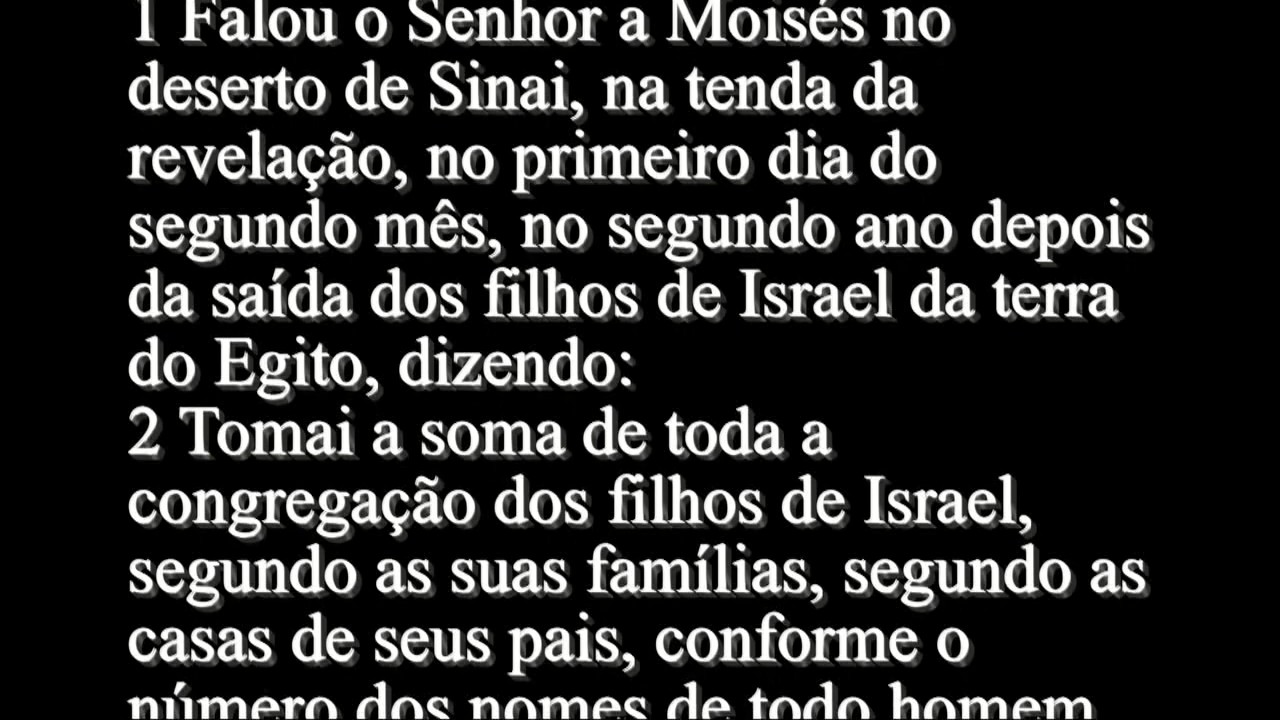 1 Falou o Senhor a Moisés no
deserto de Sinai, na tenda da
revelação, no primeiro dia do
segundo mês, no segundo ano depois
da saída dos filhos de Israel da terra
do Egito, dizendo:
2 Tomai a soma de toda a
congregação dos filhos de Israel,
segundo as suas famílias, segundo as
casas de seus pais, conforme o
número dos nomes de todo homem